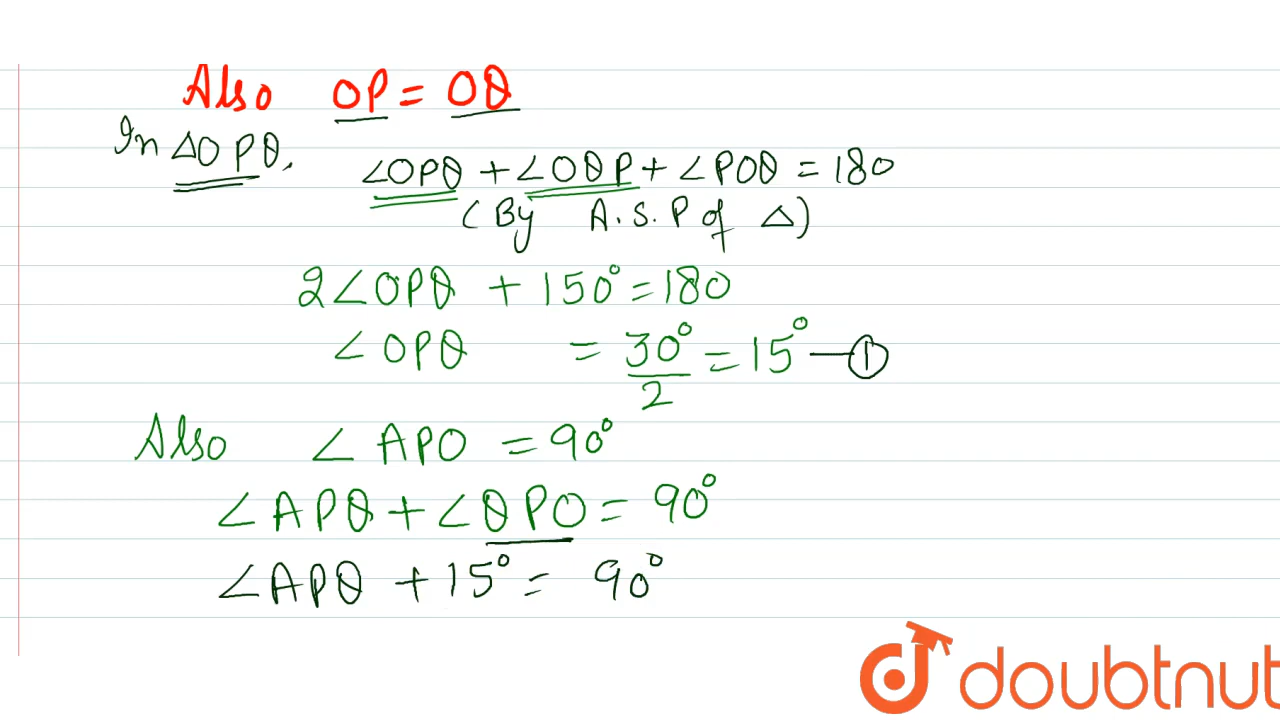 Also OP = OQ
In △OPQ,
∠OPQ + ∠OQP + ∠POQ = 180
(By A.S.P of △)
2∠OPQ + 150° = 180
∠OPQ = 30°/2 = 15° — ①
Also ∠APO = 90°
∠APQ + ∠QPO = 90°
∠APQ + 15° = 90°
doubtnut